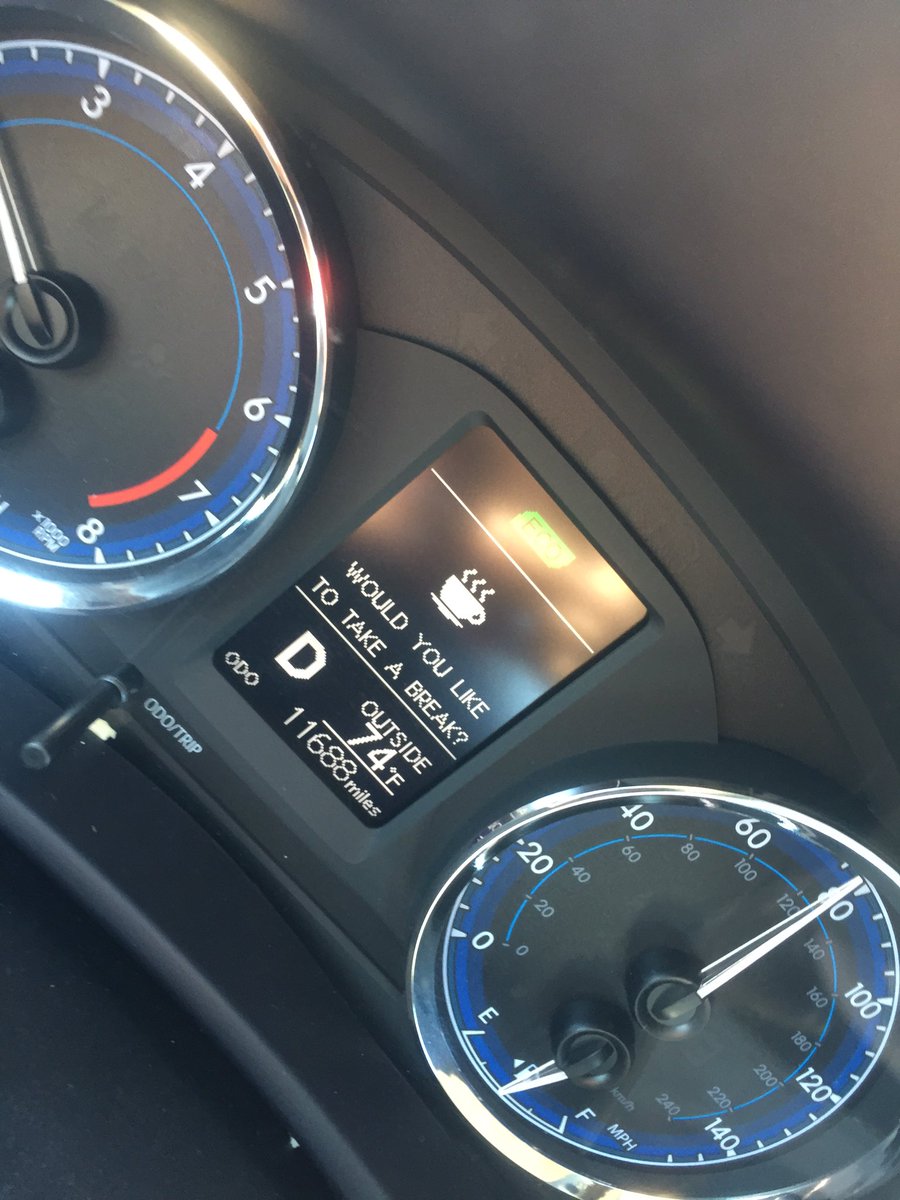 3
4
5
6
7
8
x1000
RPM
ECO
WOULD YOU LIKE
TO TAKE A BREAK?
D
OUTSIDE
74°F
ODO
11688 miles
ODO/TRIP
0
20
40
60
80
100
120
140
MPH
0
20
40
60
80
100
120
140
160
180
200
220
240
km/h
E
F